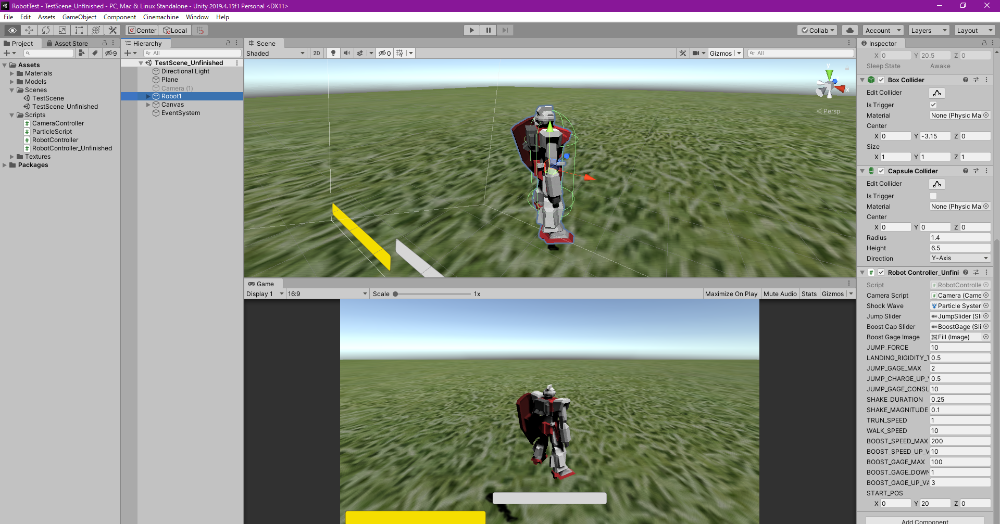 RobotTest - TestScene_Unfinished - PC, Mac & Linux Standalone - Unity 2019.4.15f1 Personal <DX11>
File Edit Assets GameObject Component Cinemachine Window Help
Center Local Collab Account Layers Layout
Project Asset Store
9
Assets
Materials
Models
Scenes
TestScene
TestScene_Unfinished
Scripts
CameraController
ParticleScript
RobotController
RobotController_Unfinished
Textures
Packages
Hierarchy
All
TestScene_Unfinished
Directional Light
Plane
Camera (1)
Robot1
Canvas
EventSystem
Scene
Shaded 2D 0 Gizmos All
y
x
Persp
Game
Display 1 16:9 Scale 1x Maximize On Play Mute Audio Stats Gizmos
Inspector
X 0 Y 20.5 Z 0
Sleep State Awake
Box Collider
Edit Collider
Is Trigger
Material None (Physic Ma
Center
X 0 Y -3.15 Z 0
Size
X 1 Y 1 Z 1
Capsule Collider
Edit Collider
Is Trigger
Material None (Physic Ma
Center
X 0 Y 0 Z 0
Radius 1.4
Height 6.5
Direction Y-Axis
Robot Controller_Unfini
Script RobotControlle
Camera Script Camera (Came
Shock Wave Particle System
Jump Slider JumpSlider (Sli
Boost Cap Slider BoostGage (Sli
Boost Gage Image Fill (Image)
JUMP_FORCE 10
LANDING_RIGIDITY_T 0.5
JUMP_GAGE_MAX 2
JUMP_CHARGE_UP_V 0.5
JUMP_GAGE_CONSU 10
SHAKE_DURATION 0.25
SHAKE_MAGNITUDE 0.1
TRUN_SPEED 1
WALK_SPEED 10
BOOST_SPEED_MAX 200
BOOST_SPEED_UP_V 10
BOOST_GAGE_MAX 100
BOOST_GAGE_DOWN 1
BOOST_GAGE_UP_VA 3
START_POS
X 0 Y 20 Z 0
Add Component